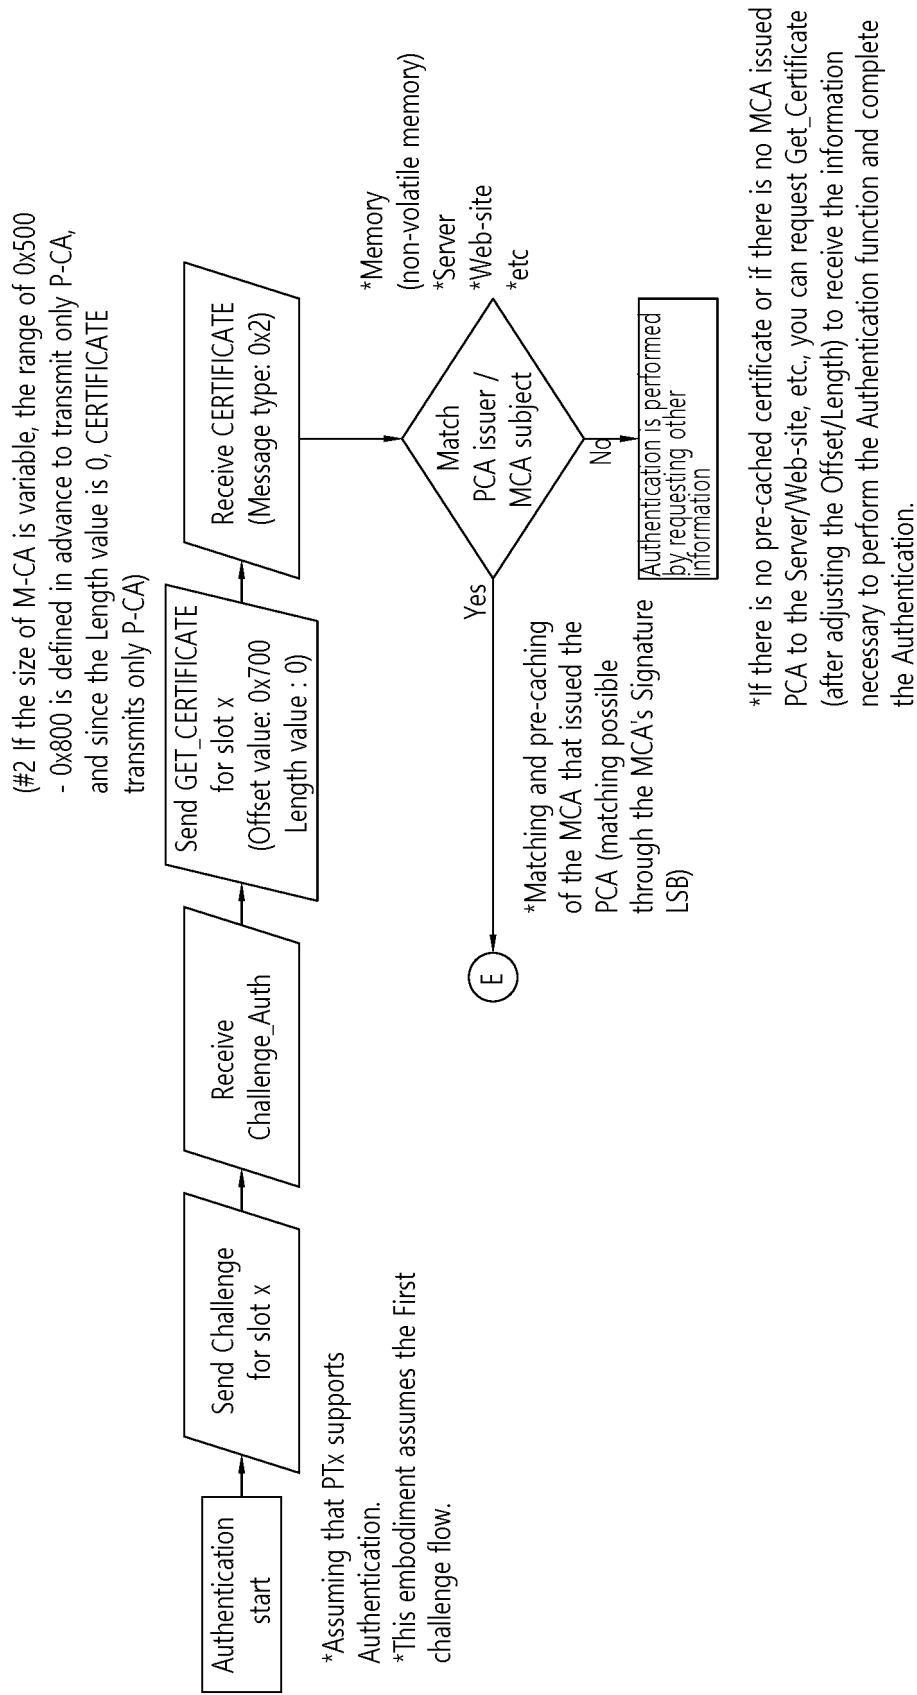 (#2 If the size of M-CA is variable, the range of 0x500
- 0x800 is defined in advance to transmit only P-CA,
and since the Length value is 0, CERTIFICATE
transmits only P-CA)
Authentication
start
Send Challenge
for slot x
Receive
Challenge_Auth
Send GET_CERTIFICATE
for slot x
(Offset value: 0x700
Length value : 0)
Receive CERTIFICATE
(Message type: 0x2)
*Assuming that PTx supports
Authentication.
*This embodiment assumes the First
challenge flow.
*Memory
(non-volatile memory)
*Server
*Web-site
*etc
Match
PCA issuer /
MCA subject
Yes
No
E
*Matching and pre-caching
of the MCA that issued the
PCA (matching possible
through the MCA's Signature
LSB)
Authentication is performed
by requesting other
information
*If there is no pre-cached certificate or if there is no MCA issued
PCA to the Server/Web-site, etc., you can request Get_Certificate
(after adjusting the Offset/Length) to receive the information
necessary to perform the Authentication function and complete
the Authentication.